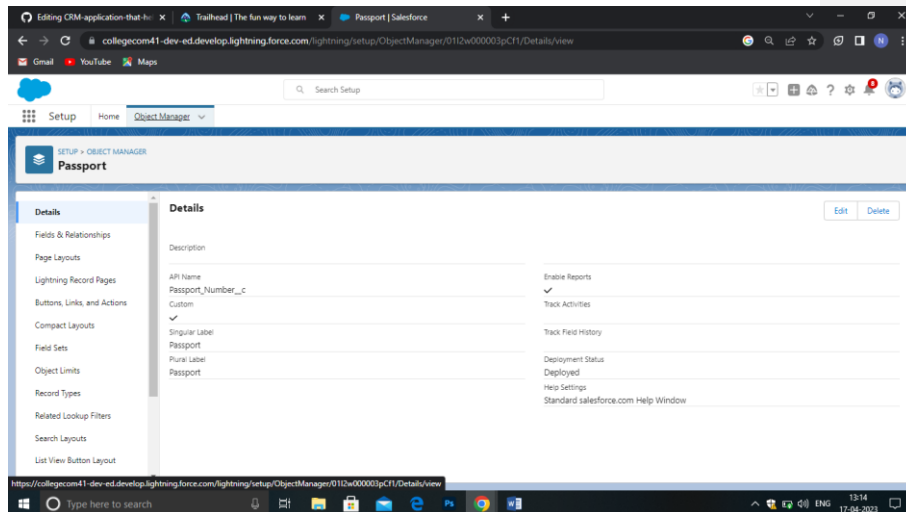 Editing CRM-application-that-hel
Trailhead | The fun way to learn
Passport | Salesforce
collegecom41-dev-ed.develop.lightning.force.com/lightning/setup/ObjectManager/01I2w000003pCf1/Details/view
N
Gmail
YouTube
Maps
Search Setup
8
Setup
Home
Object Manager
SETUP > OBJECT MANAGER
Passport
Details
Fields & Relationships
Page Layouts
Lightning Record Pages
Buttons, Links, and Actions
Compact Layouts
Field Sets
Object Limits
Record Types
Related Lookup Filters
Search Layouts
List View Button Layout
Details
Edit
Delete
Description
API Name
Passport_Number__c
Custom
✓
Singular Label
Passport
Plural Label
Passport
Enable Reports
✓
Track Activities
Track Field History
Deployment Status
Deployed
Help Settings
Standard salesforce.com Help Window
https://collegecom41-dev-ed.develop.lightning.force.com/lightning/setup/ObjectManager/01I2w000003pCf1/Details/view
Type here to search
Ps
ENG
13:14
17-04-2023